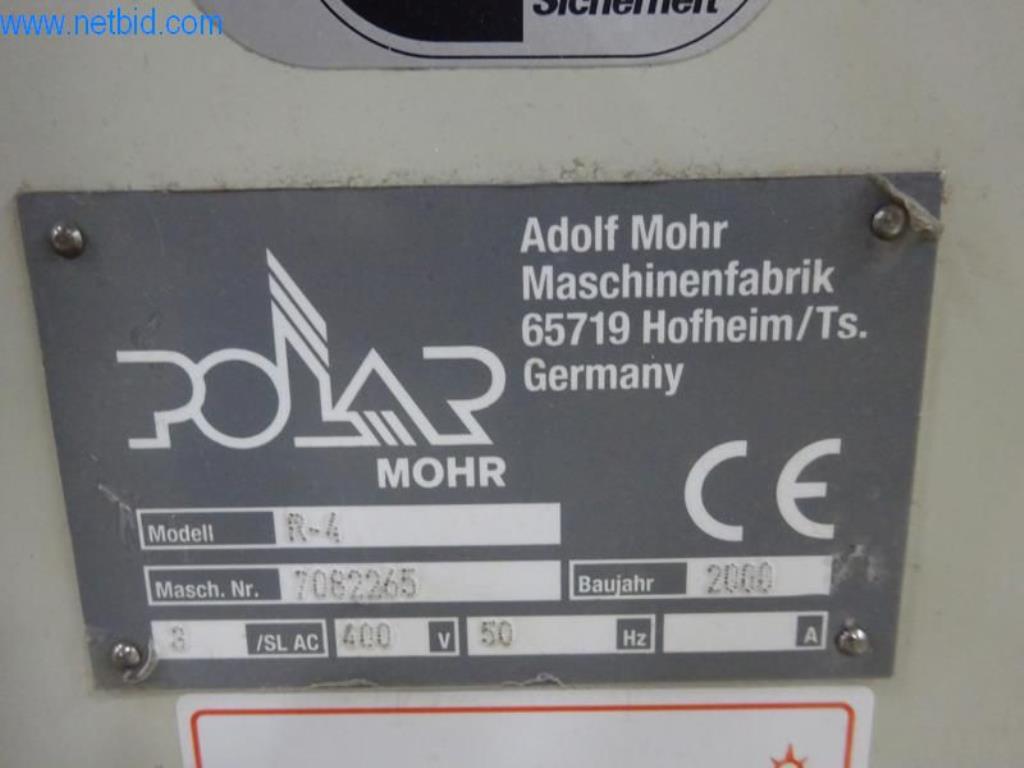 www.netbid.com
Sicherheit
Adolf Mohr
Maschinenfabrik
65719 Hofheim/Ts.
Germany
POLAR
MOHR
CE
Modell R-4
Masch. Nr. 7082265 Baujahr 2000
3 /SL AC 400 V 50 Hz A